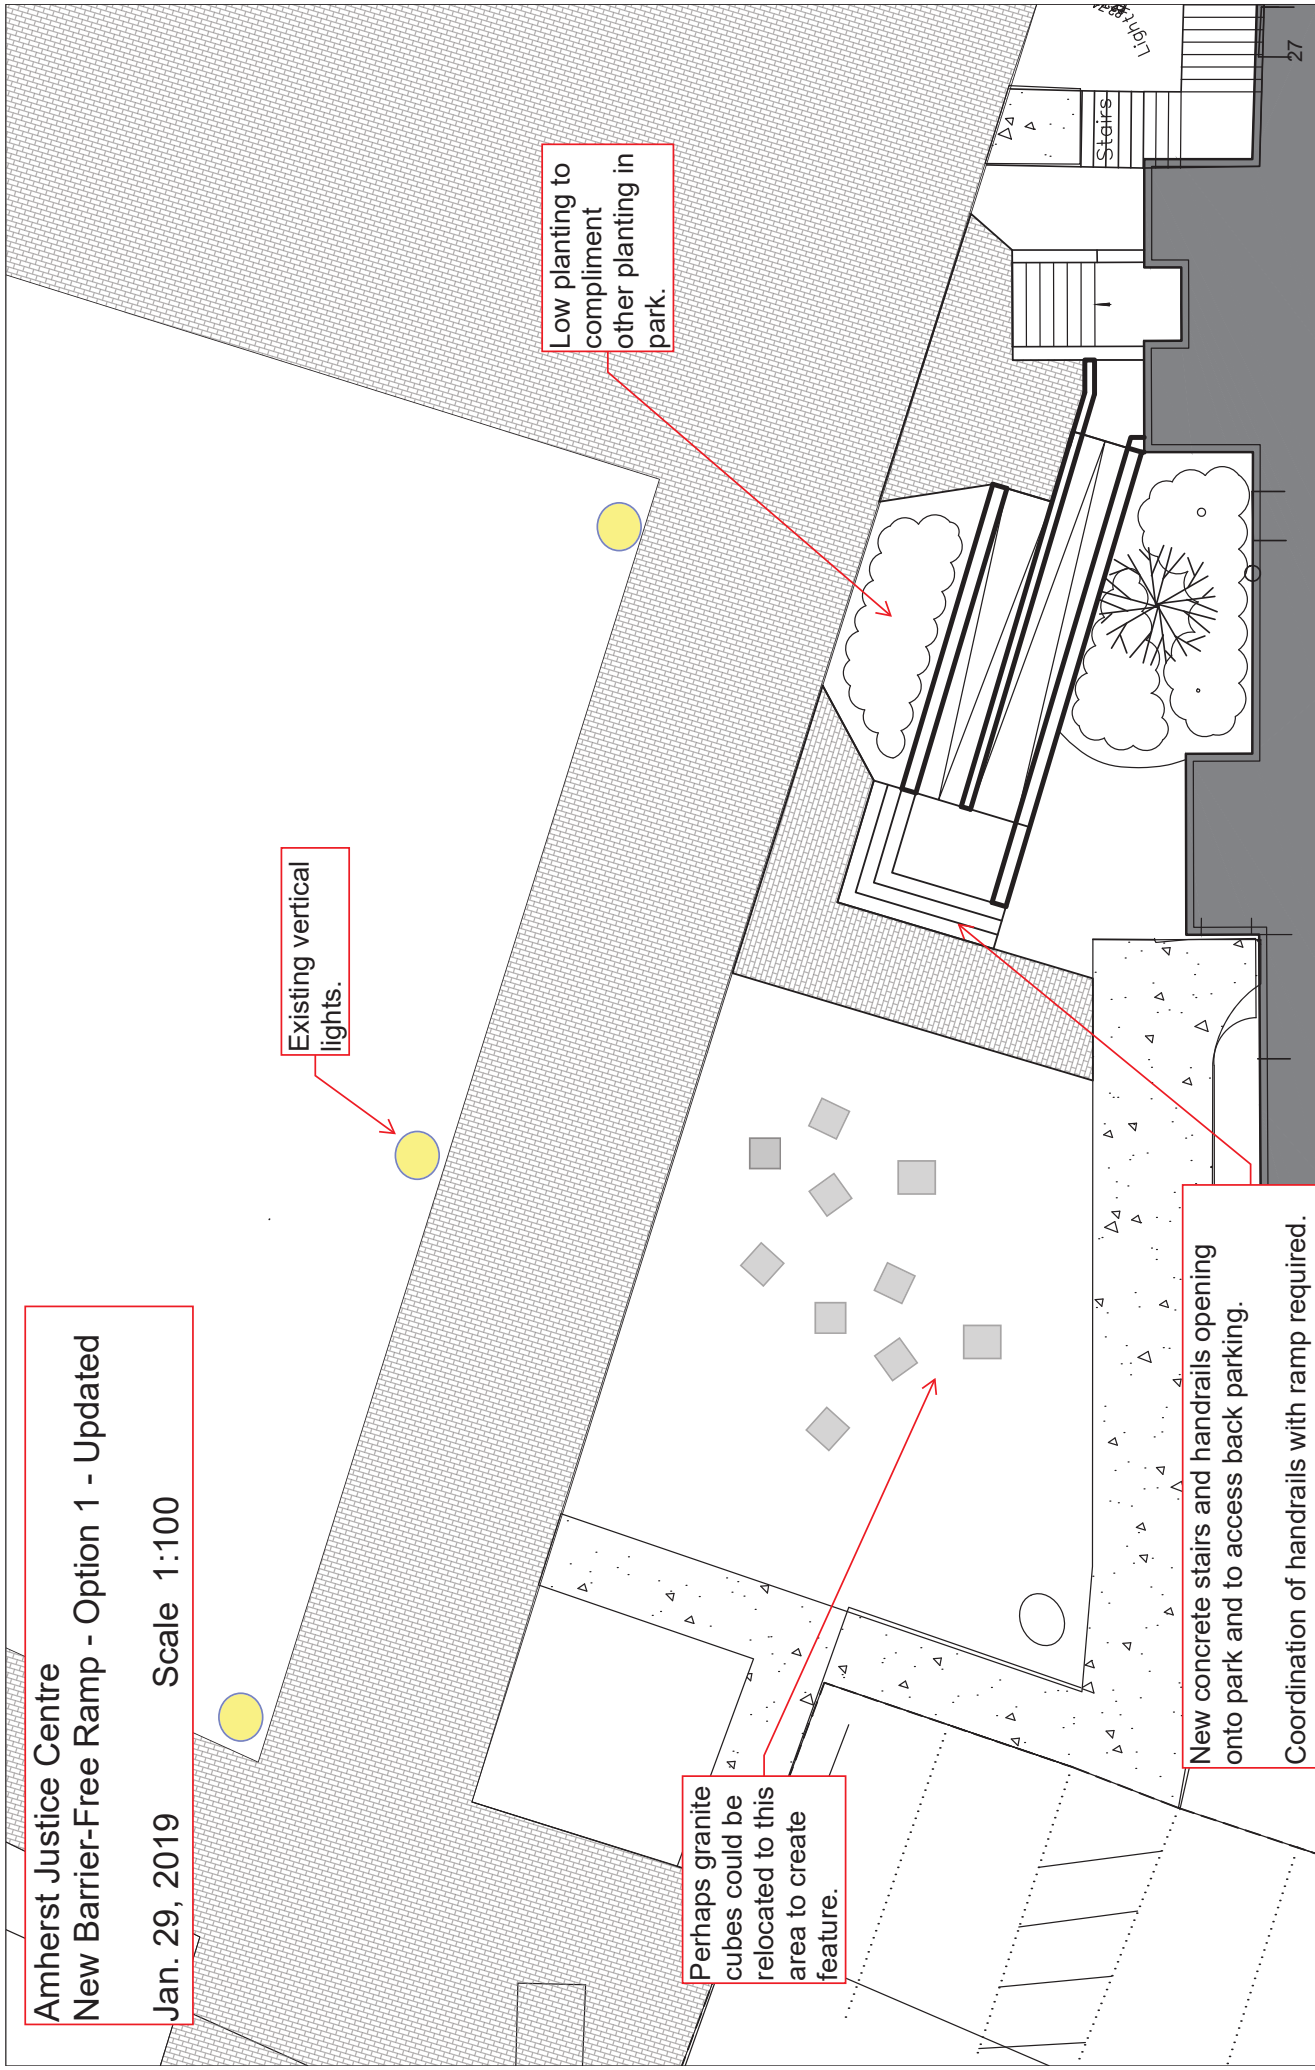 Amherst Justice Centre
New Barrier-Free Ramp - Option 1 - Updated
Jan. 29, 2019 Scale 1:100
Existing vertical
lights.
Low planting to
compliment
other planting in
park.
Perhaps granite
cubes could be
relocated to this
area to create
feature.
New concrete stairs and handrails opening
onto park and to access back parking.
Coordination of handrails with ramp required.
Stairs
Light
27